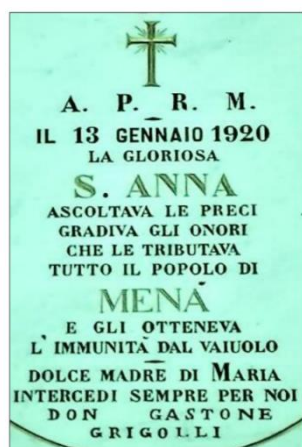 A. P. R. M.
IL 13 GENNAIO 1920
LA GLORIOSA
S. ANNA
ASCOLTAVA LE PRECI
GRADIVA GLI ONORI
CHE LE TRIBUTAVA
TUTTO IL POPOLO DI
MENÀ
E GLI OTTENEVA
L'IMMUNITÀ DAL VAIUOLO
DOLCE MADRE DI MARIA
INTERCEDI SEMPRE PER NOI
DON GASTONE
GRIGOLLI